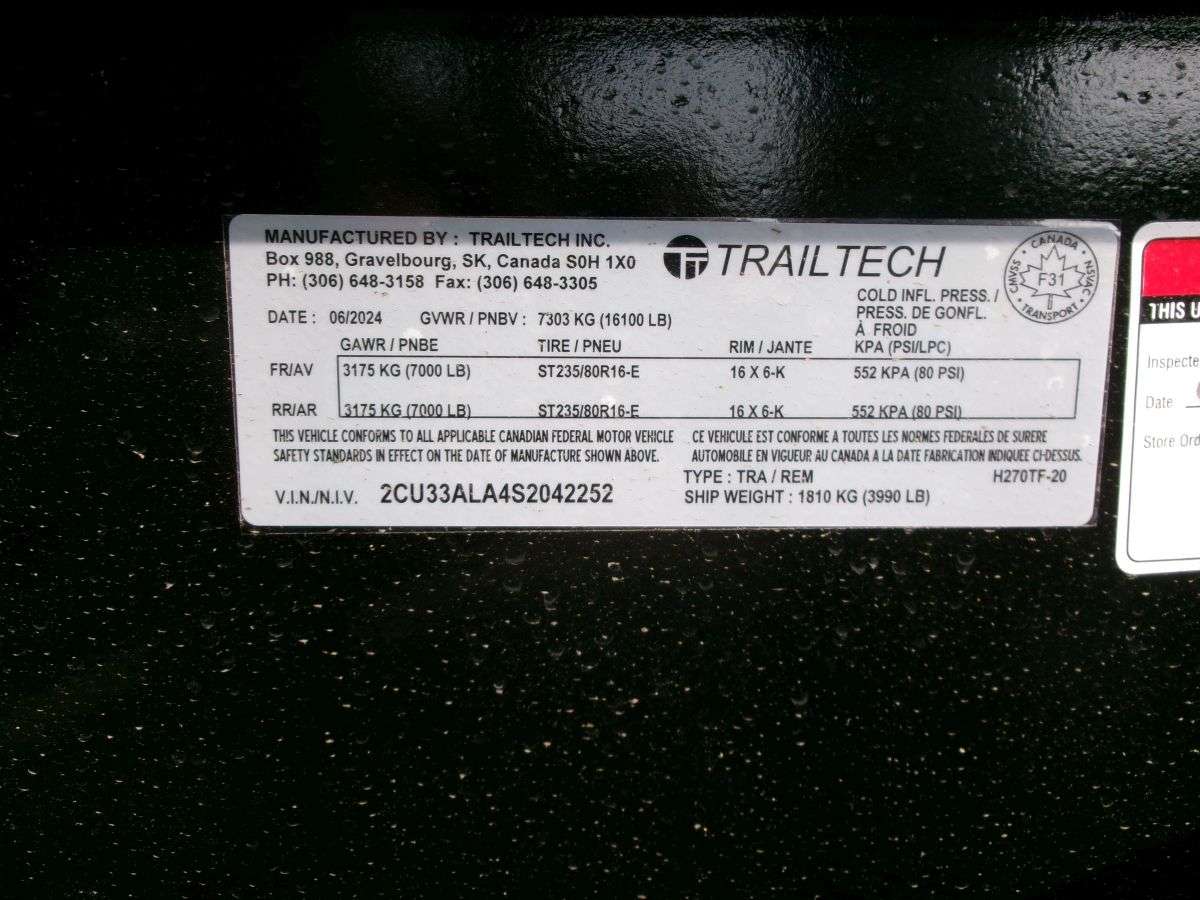 MANUFACTURED BY : TRAILTECH INC.
Box 988, Gravelbourg, SK, Canada S0H 1X0
PH: (306) 648-3158 Fax: (306) 648-3305
TRAILTECH
CANADA
CMVSS
NSVAC
F31
TRANSPORT
DATE : 06/2024 GVWR / PNBV : 7303 KG (16100 LB)
COLD INFL. PRESS. /
PRESS. DE GONFL.
À FROID
GAWR / PNBE TIRE / PNEU RIM / JANTE KPA (PSI/LPC)
FR/AV 3175 KG (7000 LB) ST235/80R16-E 16 X 6-K 552 KPA (80 PSI)
RR/AR 3175 KG (7000 LB) ST235/80R16-E 16 X 6-K 552 KPA (80 PSI)
THIS VEHICLE CONFORMS TO ALL APPLICABLE CANADIAN FEDERAL MOTOR VEHICLE
SAFETY STANDARDS IN EFFECT ON THE DATE OF MANUFACTURE SHOWN ABOVE.
CE VEHICULE EST CONFORME A TOUTES LES NORMES FEDERALES DE SURERE
AUTOMOBILE EN VIGUEUR AU CANADA A LA DATE FABRICATION INDIQUEE CI-DESSUS.
TYPE : TRA / REM H270TF-20
V.I.N./N.I.V. 2CU33ALA4S2042252 SHIP WEIGHT : 1810 KG (3990 LB)
THIS U
Inspecte
Date
Store Ord